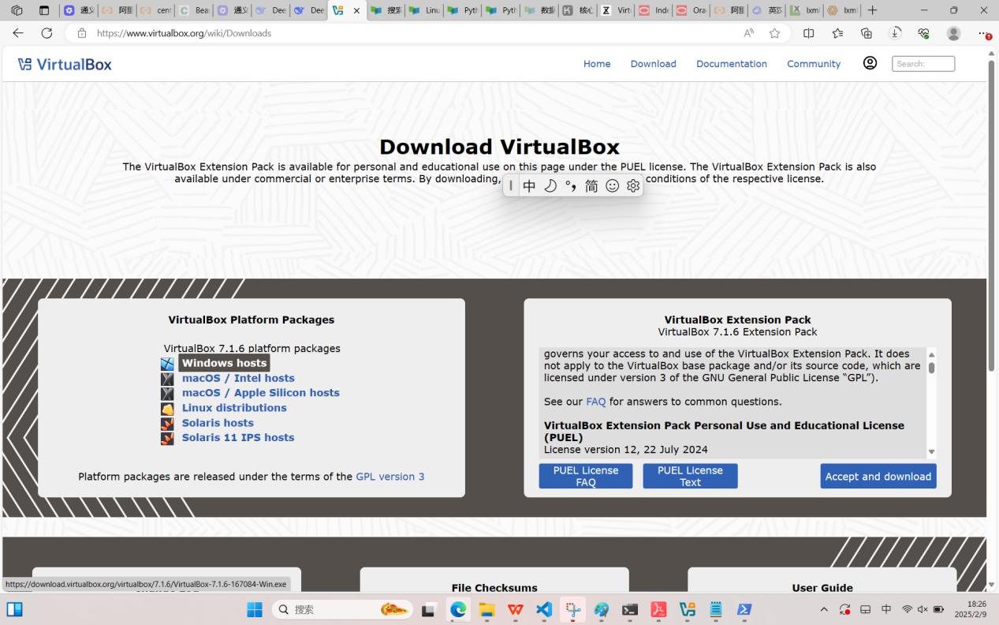 通义
阿里
cent
Bea
通义
Dee
Dee
搜索
Linu
Pyth
Pyth
数据
核心
Virt
Inde
Ora
阿里
英汉
lxml
lxml
https://www.virtualbox.org/wiki/Downloads
VirtualBox
Home
Download
Documentation
Community
Search:
Download VirtualBox
The VirtualBox Extension Pack is available for personal and educational use on this page under the PUEL license. The VirtualBox Extension Pack is also
available under commercial or enterprise terms. By downloading, conditions of the respective license.
中 简
VirtualBox Platform Packages
VirtualBox 7.1.6 platform packages
Windows hosts
macOS / Intel hosts
macOS / Apple Silicon hosts
Linux distributions
Solaris hosts
Solaris 11 IPS hosts
Platform packages are released under the terms of the GPL version 3
VirtualBox Extension Pack
VirtualBox 7.1.6 Extension Pack
governs your access to and use of the VirtualBox Extension Pack. It does
not apply to the VirtualBox base package and/or its source code, which are
licensed under version 3 of the GNU General Public License “GPL”).
See our FAQ for answers to common questions.
VirtualBox Extension Pack Personal Use and Educational License
(PUEL)
License version 12, 22 July 2024
PUEL License
FAQ
PUEL License
Text
Accept and download
File Checksums
User Guide
https://download.virtualbox.org/virtualbox/7.1.6/VirtualBox-7.1.6-167084-Win.exe
搜索
中
18:26
2025/2/9